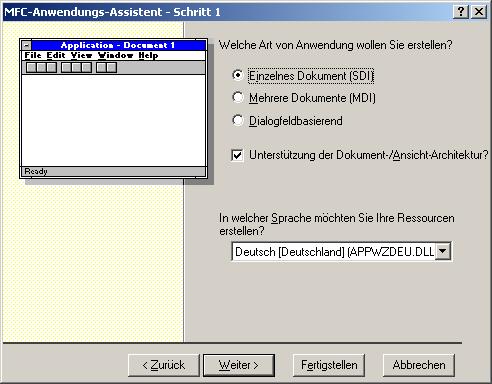 MFC-Anwendungs-Assistent - Schritt 1
Application - Document 1
File Edit View Window Help
Ready
Welche Art von Anwendung wollen Sie erstellen?
Einzelnes Dokument (SDI)
Mehrere Dokumente (MDI)
Dialogfeldbasierend
Unterstützung der Dokument-/Ansicht-Architektur?
In welcher Sprache möchten Sie Ihre Ressourcen
erstellen?
Deutsch [Deutschland] (APPWZDEU.DLL
< Zurück
Weiter >
Fertigstellen
Abbrechen